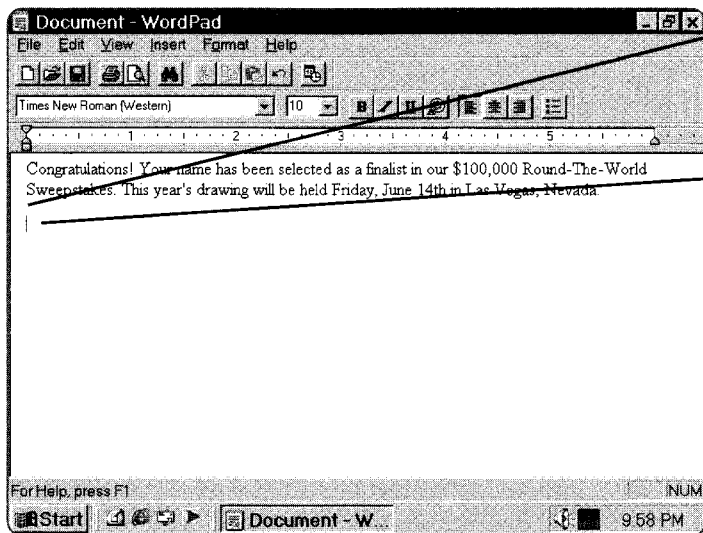 Document - WordPad
File Edit View Insert Format Help
Times New Roman (Western) 10 B I U
1 2 3 4 5
Congratulations! Your name has been selected as a finalist in our $100,000 Round-The-World
Sweepstakes. This year's drawing will be held Friday, June 14th in Las Vegas, Nevada.
For Help, press F1 NUM
Start Document - W... 9:58 PM